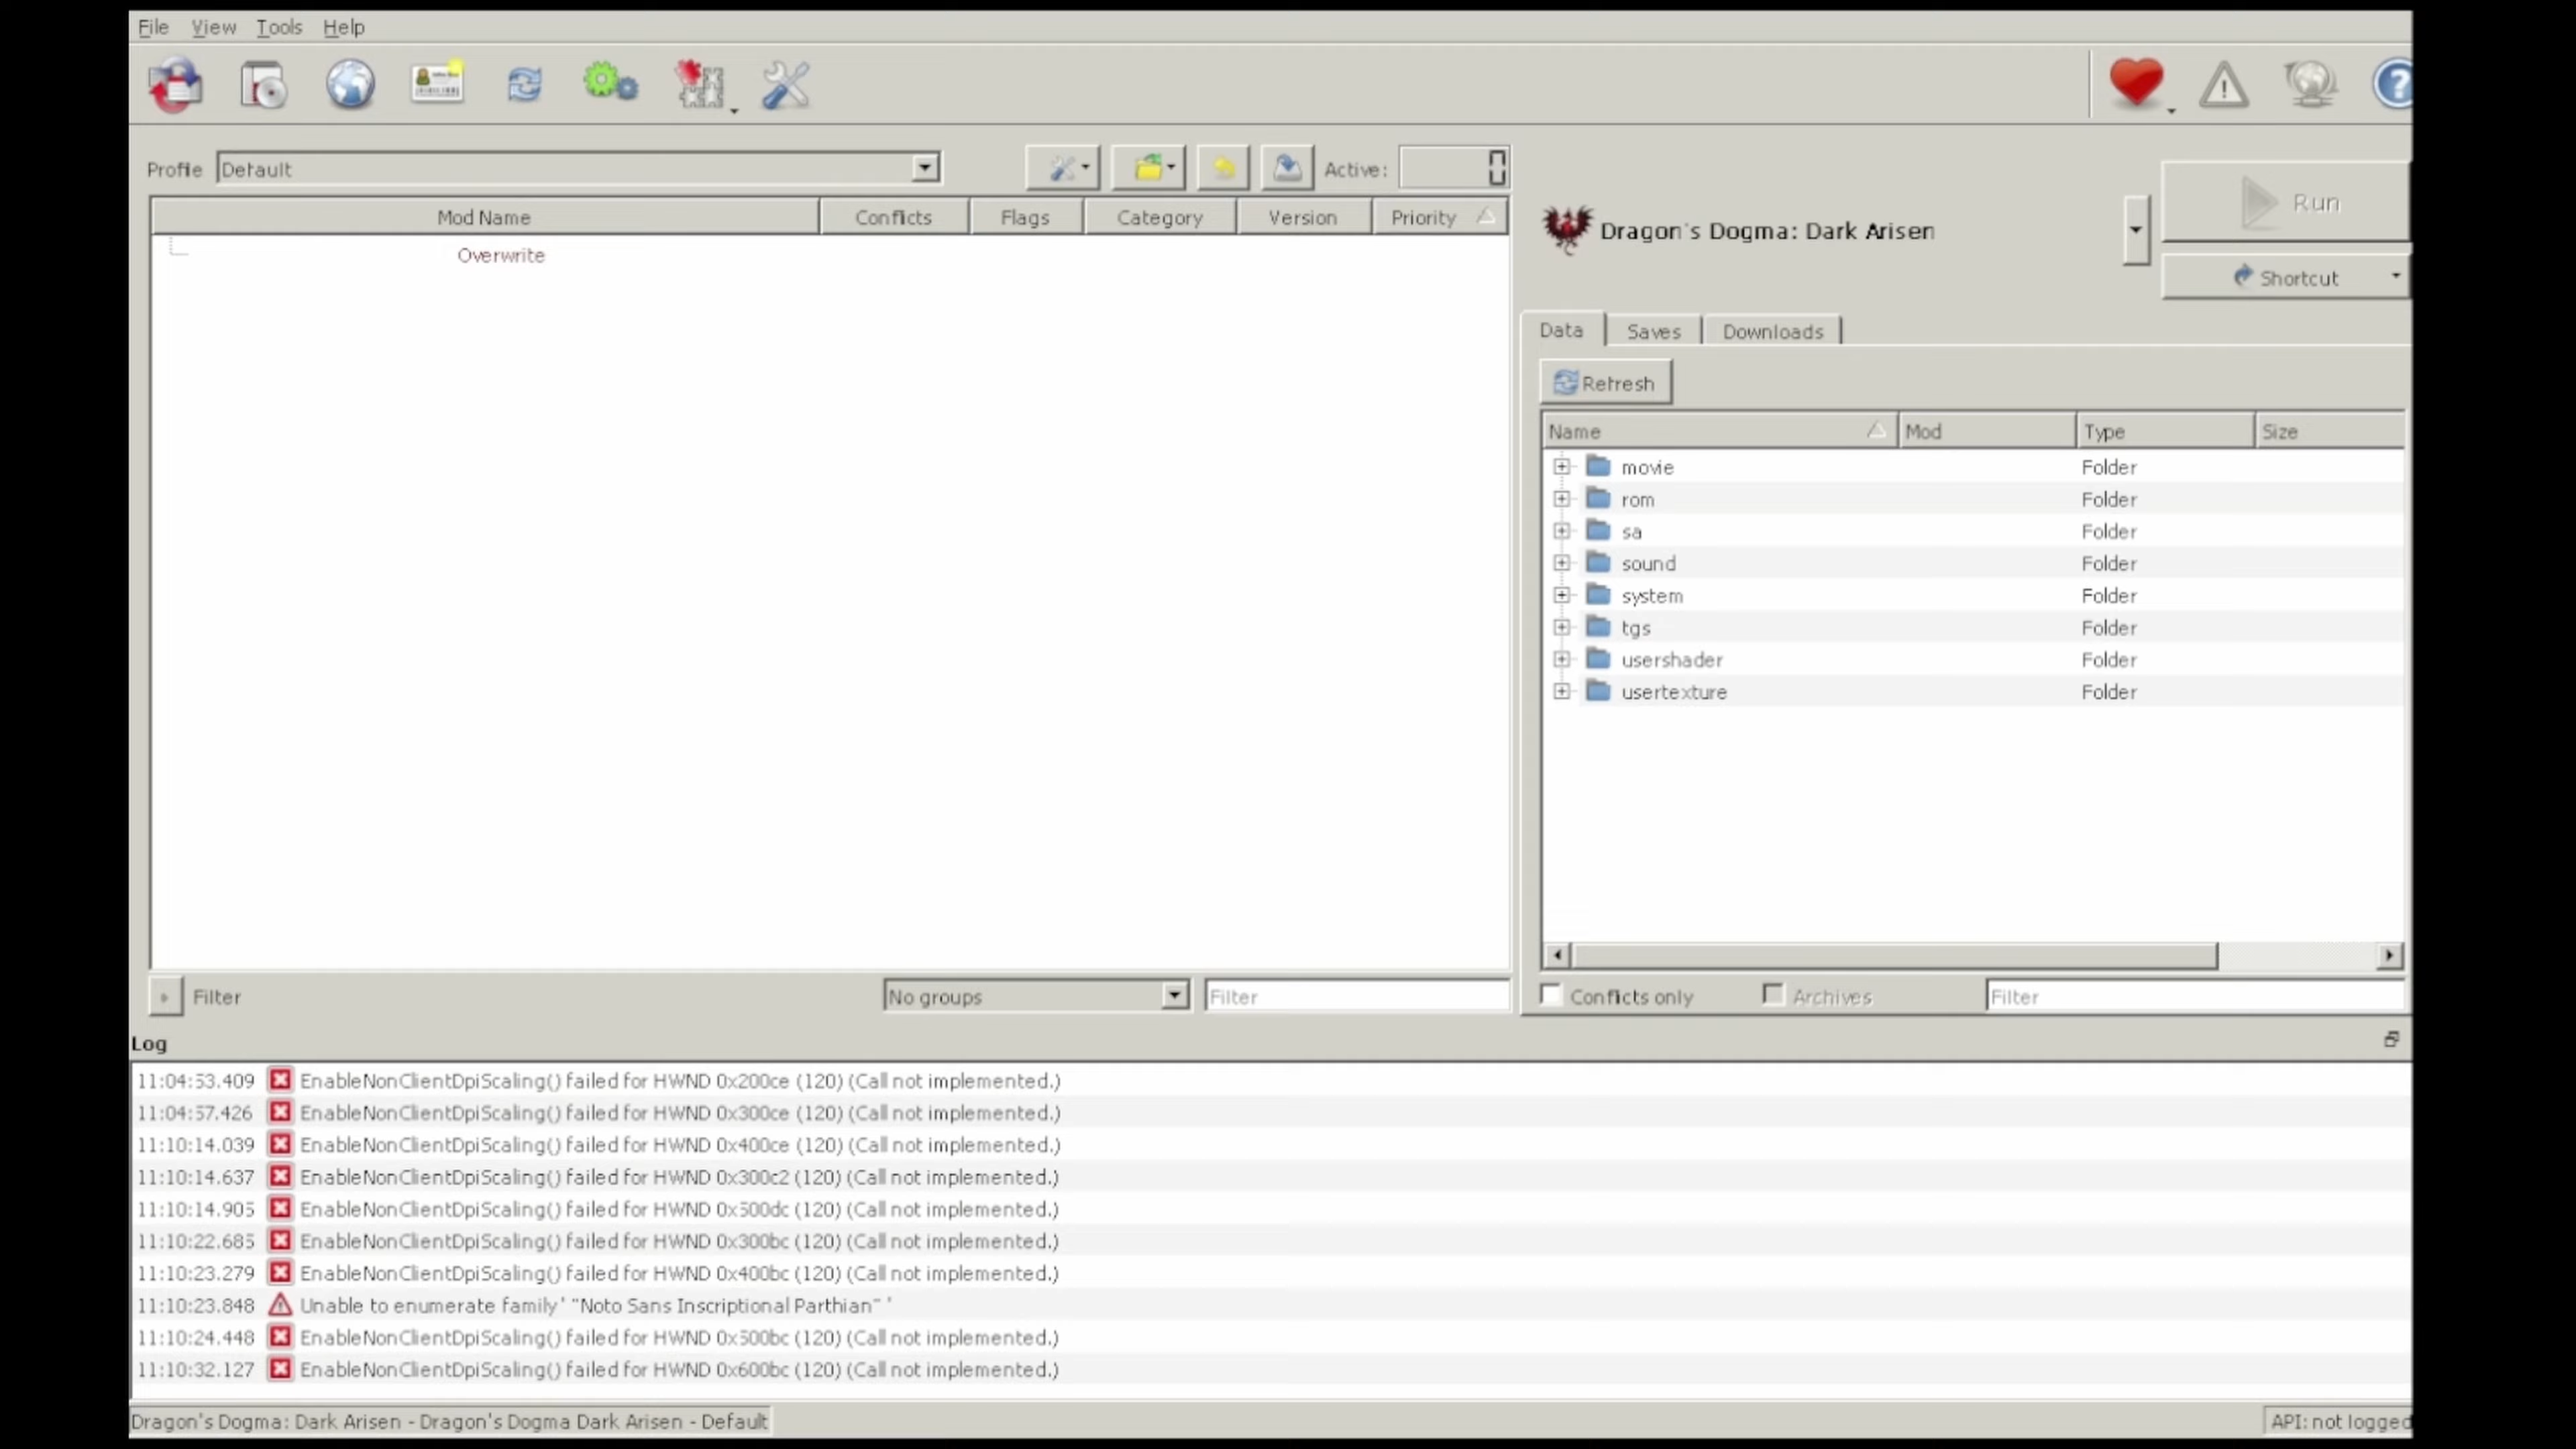 File View Tools Help
Profile Default Active: 0
Mod Name Conflicts Flags Category Version Priority
Overwrite
Dragon's Dogma: Dark Arisen
Run
Shortcut
Data Saves Downloads
Refresh
Name Mod Type Size
movie Folder
rom Folder
sa Folder
sound Folder
system Folder
tgs Folder
usershader Folder
usertexture Folder
Filter No groups Filter
Conflicts only Archives Filter
Log
11:04:53.409 EnableNonClientDpiScaling() failed for HWND 0x200ce (120) (Call not implemented.)
11:04:57.426 EnableNonClientDpiScaling() failed for HWND 0x300ce (120) (Call not implemented.)
11:10:14.039 EnableNonClientDpiScaling() failed for HWND 0x400ce (120) (Call not implemented.)
11:10:14.637 EnableNonClientDpiScaling() failed for HWND 0x300c2 (120) (Call not implemented.)
11:10:14.905 EnableNonClientDpiScaling() failed for HWND 0x500dc (120) (Call not implemented.)
11:10:22.685 EnableNonClientDpiScaling() failed for HWND 0x300bc (120) (Call not implemented.)
11:10:23.279 EnableNonClientDpiScaling() failed for HWND 0x400bc (120) (Call not implemented.)
11:10:23.848 Unable to enumerate family ' "Noto Sans Inscriptional Parthian" '
11:10:24.448 EnableNonClientDpiScaling() failed for HWND 0x500bc (120) (Call not implemented.)
11:10:32.127 EnableNonClientDpiScaling() failed for HWND 0x600bc (120) (Call not implemented.)
Dragon's Dogma: Dark Arisen - Dragon's Dogma Dark Arisen - Default API: not logged